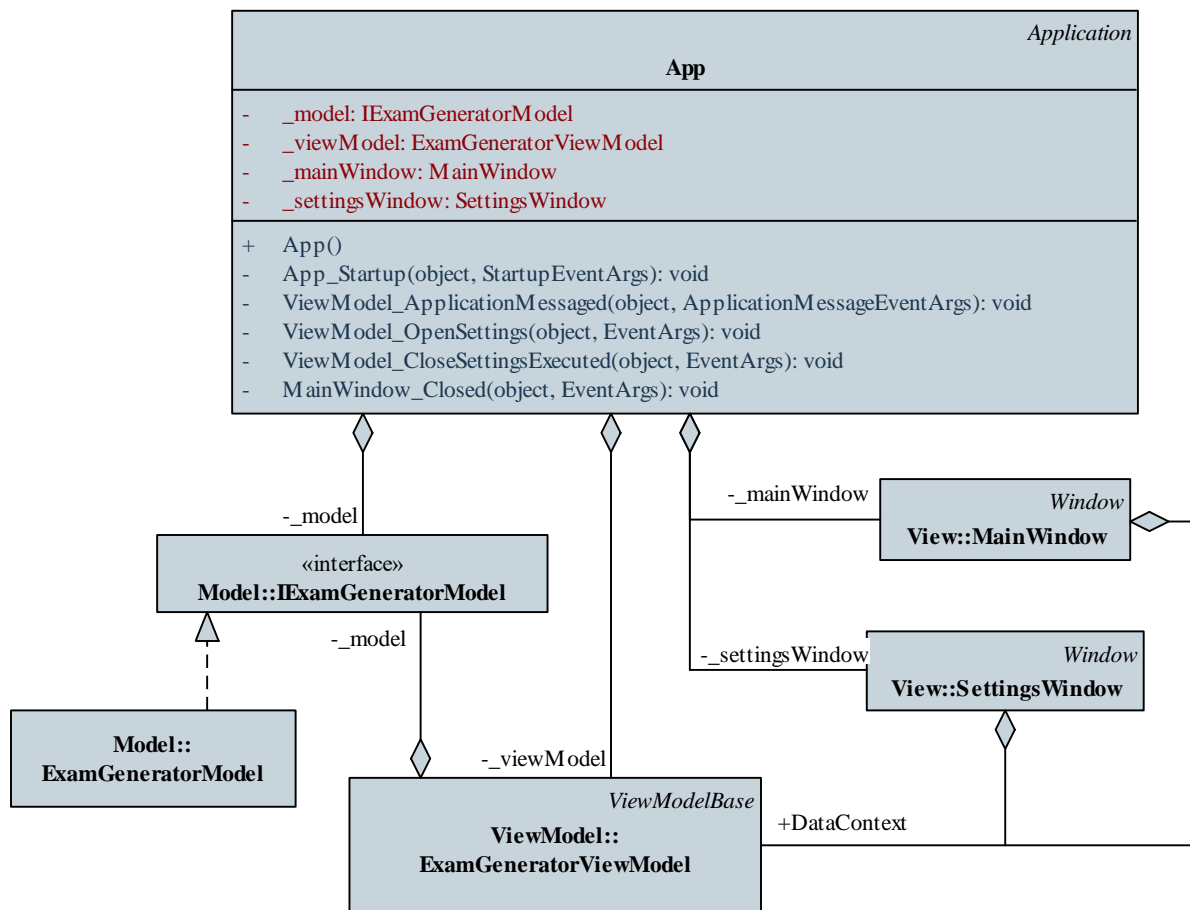 Application
App
- _model: IExamGeneratorModel
- _viewModel: ExamGeneratorViewModel
- _mainWindow: MainWindow
- _settingsWindow: SettingsWindow
+ App()
- App_Startup(object, StartupEventArgs): void
- ViewModel_ApplicationMessaged(object, ApplicationMessageEventArgs): void
- ViewModel_OpenSettings(object, EventArgs): void
- ViewModel_CloseSettingsExecuted(object, EventArgs): void
- MainWindow_Closed(object, EventArgs): void
-_mainWindow
Window
View::MainWindow
-_model
«interface»
Model::IExamGeneratorModel
-_model
-_settingsWindow
Window
View::SettingsWindow
Model::
ExamGeneratorModel
-_viewModel
ViewModelBase
ViewModel::
ExamGeneratorViewModel
+DataContext